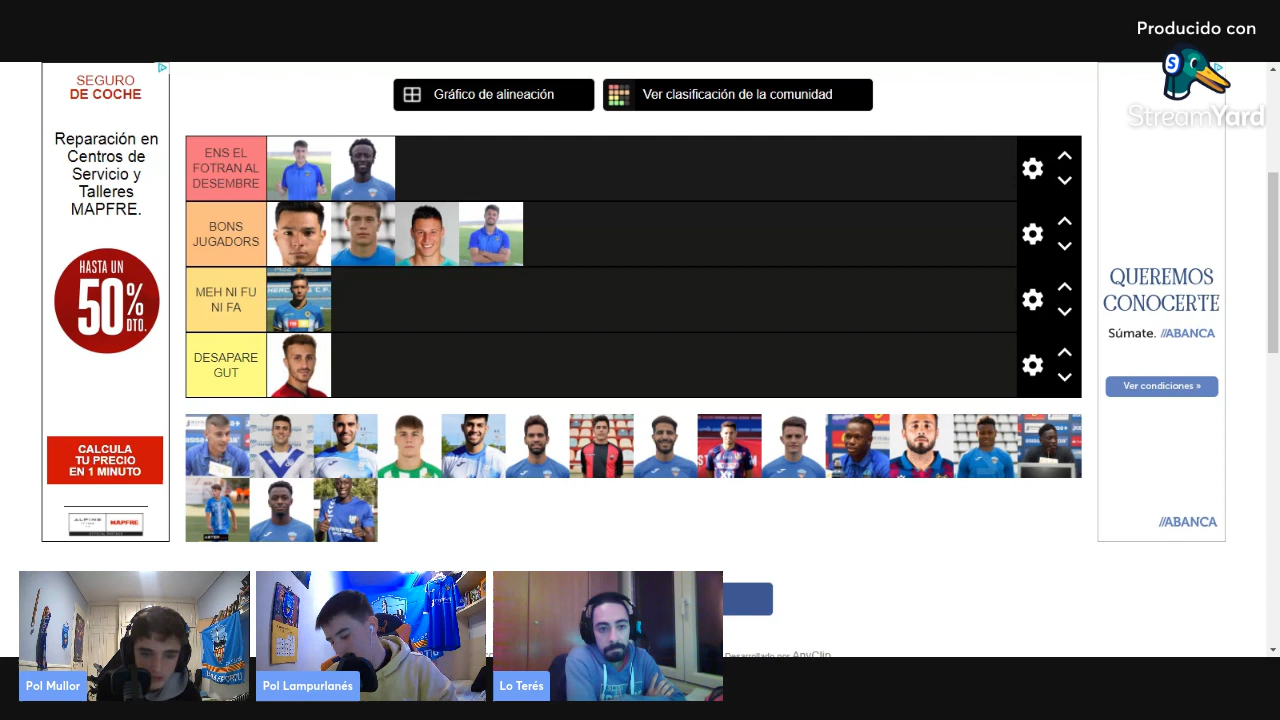 Producido con
StreamYard
SEGURO
DE COCHE
Reparación en
Centros de
Servicio y
Talleres
MAPFRE.
HASTA UN
50%
DTO.
CALCULA
TU PRECIO
EN 1 MINUTO
MAPFRE
Gráfico de alineación
Ver clasificación de la comunidad
ENS EL
FOTRAN AL
DESEMBRE
BONS
JUGADORS
MEH NI FU
NI FA
DESAPARE
GUT
QUEREMOS
CONOCERTE
Súmate. //ABANCA
Ver condiciones »
//ABANCA
Desarrollado por AnyClip
Pol Mullor
Pol Lampurlanés
Lo Terés